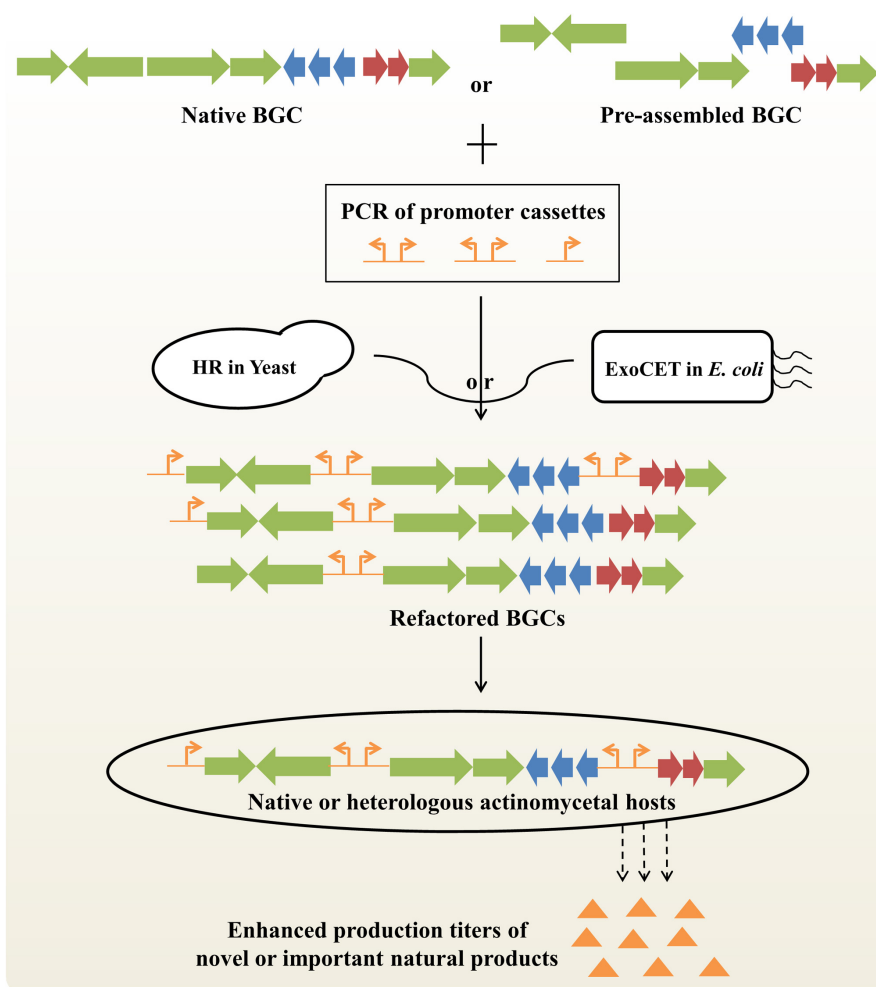 or
Native BGC
Pre-assembled BGC
PCR of promoter cassettes
HR in Yeast
or
ExoCET in E. coli
Refactored BGCs
Native or heterologous actinomycetal hosts
Enhanced production titers of
novel or important natural products